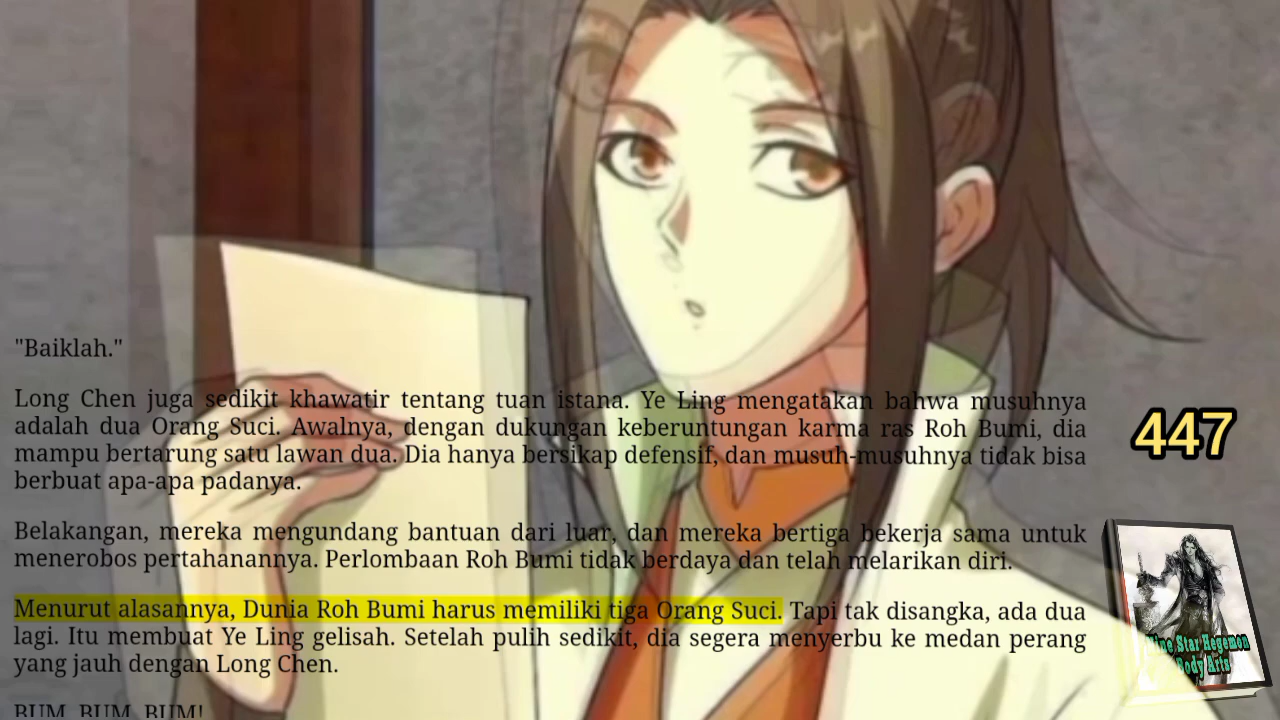 "Baiklah."
Long Chen juga sedikit khawatir tentang tuan istana. Ye Ling mengatakan bahwa musuhnya
adalah dua Orang Suci. Awalnya, dengan dukungan keberuntungan karma ras Roh Bumi, dia
mampu bertarung satu lawan dua. Dia hanya bersikap defensif, dan musuh-musuhnya tidak bisa
berbuat apa-apa padanya.
Belakangan, mereka mengundang bantuan dari luar, dan mereka bertiga bekerja sama untuk
menerobos pertahanannya. Perlombaan Roh Bumi tidak berdaya dan telah melarikan diri.
Menurut alasannya, Dunia Roh Bumi harus memiliki tiga Orang Suci. Tapi tak disangka, ada dua
lagi. Itu membuat Ye Ling gelisah. Setelah pulih sedikit, dia segera menyerbu ke medan perang
yang jauh dengan Long Chen.
BUM, BUM, BUM!
447
Nine Star Hegemon
Body Arts